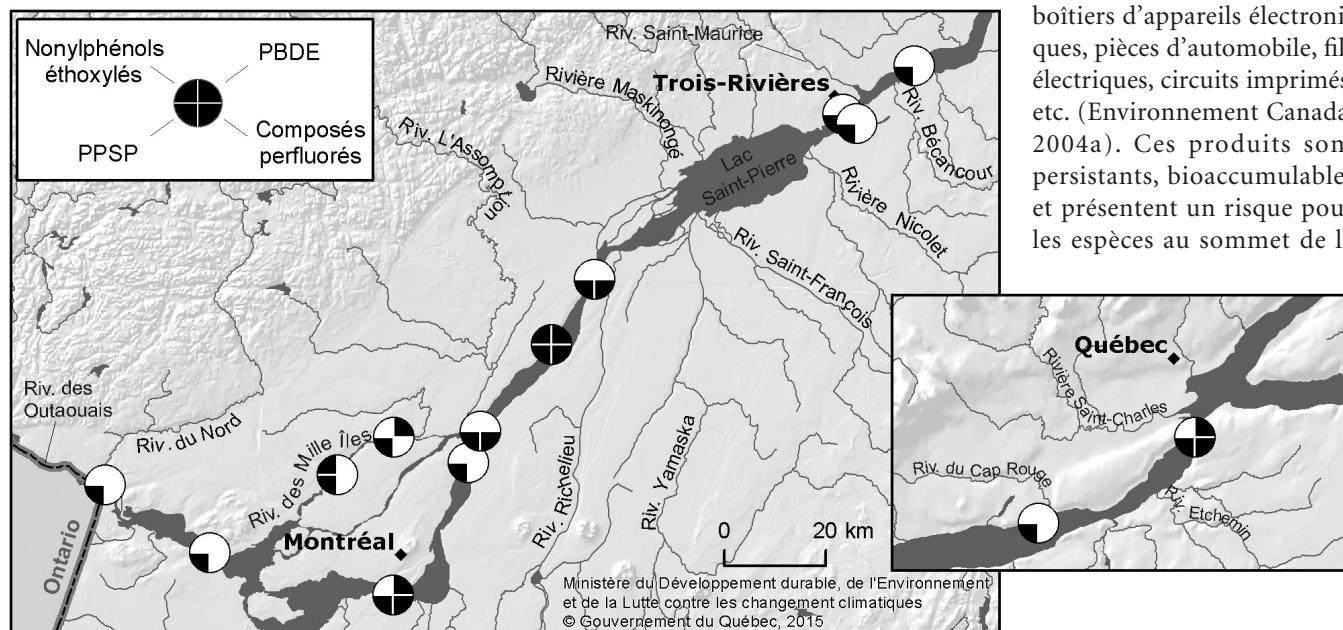 Nonylphénols
éthoxylés
PBDE
PPSP
Composés
perfluorés
Riv. Saint-Maurice
Rivière Maskinongé
Trois-Rivières
Riv. L'Assomption
Riv. Bécancour
Lac
Saint-Pierre
Rivière Nicolet
Riv. Saint-François
Riv. des
Outaouais
Riv. du Nord
Riv. des Mille Îles
Riv. Richelieu
Riv. Yamaska
Montréal
Ontario
0 20 km
Ministère du Développement durable, de l'Environnement
et de la Lutte contre les changement climatiques
© Gouvernement du Québec, 2015
boîtiers d'appareils électroni-
ques, pièces d'automobile, fil
électriques, circuits imprimés
etc. (Environnement Canada
2004a). Ces produits son
persistants, bioaccumulable
et présentent un risque pou
les espèces au sommet de l
Québec
Rivière Saint-Charles
Riv. du Cap Rouge
Riv. Etchemin